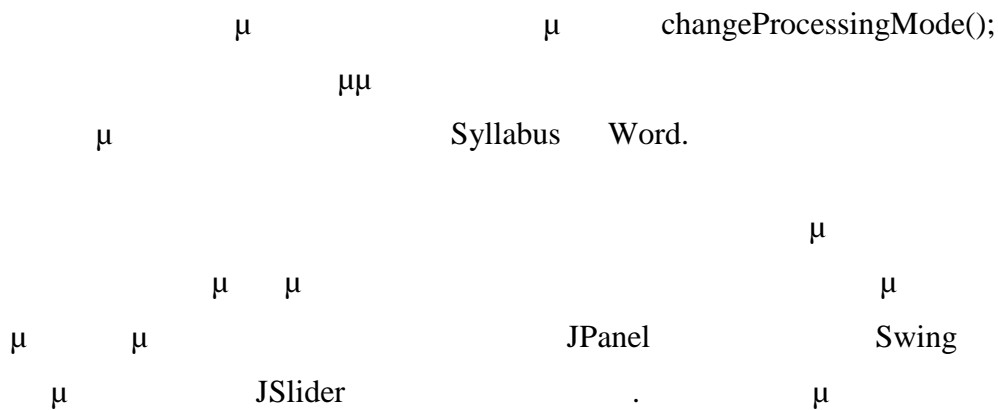 μ μ changeProcessingMode();
μμ
μ Syllabus Word.
μ
μ μ μ
μ μ JPanel Swing
μ JSlider . μ